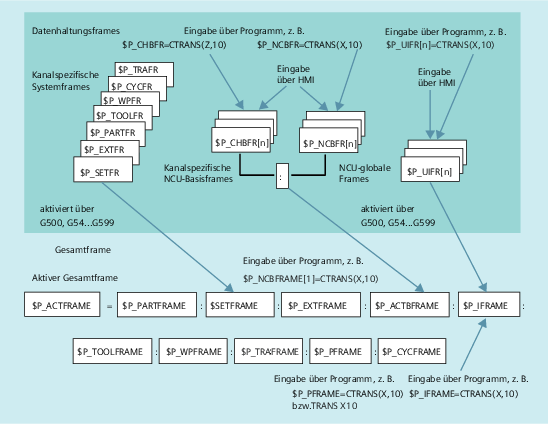 Datenhaltungsframes
Eingabe über Programm, z. B.
$P_CHBFR=CTRANS(Z,10)
$P_NCBFR=CTRANS(X,10)
Eingabe über Programm, z. B.
$P_UIFR[n]=CTRANS(X,10)
Kanalspezifische
Systemframes
$P_TRAFR
$P_CYCFR
$P_WPFR
$P_TOOLFR
$P_PARTFR
$P_EXTFR
$P_SETFR
Eingabe
über HMI
Eingabe
über HMI
$P_CHBFR[n]
$P_NCBFR[n]
$P_UIFR[n]
Kanalspezifische
NCU-Basisframes
:
NCU-globale
Frames
aktiviert über
G500, G54...G599
aktiviert über
G500, G54...G599
Gesamtframe
Eingabe über Programm, z. B.
Aktiver Gesamtframe
$P_NCBFRAME[1]=CTRANS(X,10)
$P_ACTFRAME = $P_PARTFRAME : $SETFRAME : $P_EXTFRAME : $P_ACTBFRAME : $P_IFRAME :
$P_TOOLFRAME : $P_WPFRAME : $P_TRAFRAME : $P_PFRAME : $P_CYCFRAME
Eingabe über Programm, z. B.
$P_PFRAME=CTRANS(X,10)
bzw.TRANS X10
Eingabe über Programm, z. B.
$P_IFRAME=CTRANS(X,10)